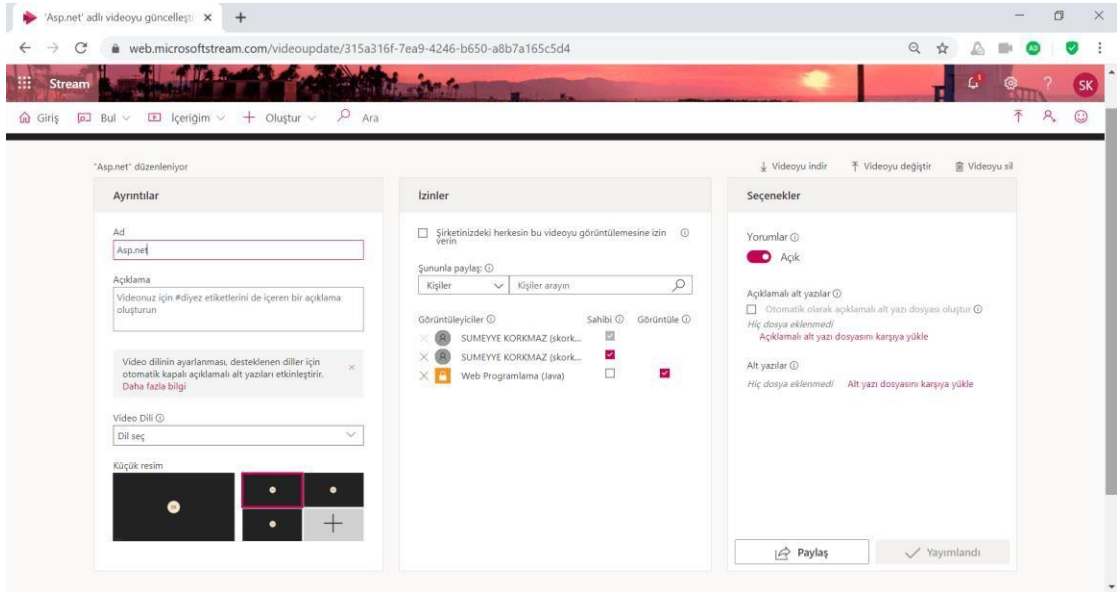 'Asp.net' adlı videoyu güncelleşti
web.microsoftstream.com/videoupdate/315a316f-7ea9-4246-b650-a8b7a165c5d4
AD
Stream
1
?
SK
Giriş
Bul
İçeriğim
Oluştur
Ara
"Asp.net" düzenleniyor
Videoyu indir
Videoyu değiştir
Videoyu sil
Ayrıntılar
Ad
Asp.net
Açıklama
Videonuz için #diyez etiketlerini de içeren bir açıklama
oluşturun
Video dilinin ayarlanması, desteklenen diller için
otomatik kapalı açıklamalı alt yazıları etkinleştirir.
Daha fazla bilgi
Video Dili
Dil seç
Küçük resim
SK
İzinler
Şirketinizdeki herkesin bu videoyu görüntülemesine izin
verin
Şununla paylaş:
Kişiler
Kişiler arayın
Görüntüleyiciler
Sahibi
Görüntüle
SUMEYYE KORKMAZ (skork...
SUMEYYE KORKMAZ (skork...
Web Programlama (Java)
Seçenekler
Yorumlar
Açık
Açıklamalı alt yazılar
Otomatik olarak açıklamalı alt yazı dosyası oluştur
Hiç dosya eklenmedi
Açıklamalı alt yazı dosyasını karşıya yükle
Alt yazılar
Hiç dosya eklenmedi Alt yazı dosyasını karşıya yükle
Paylaş
Yayımlandı